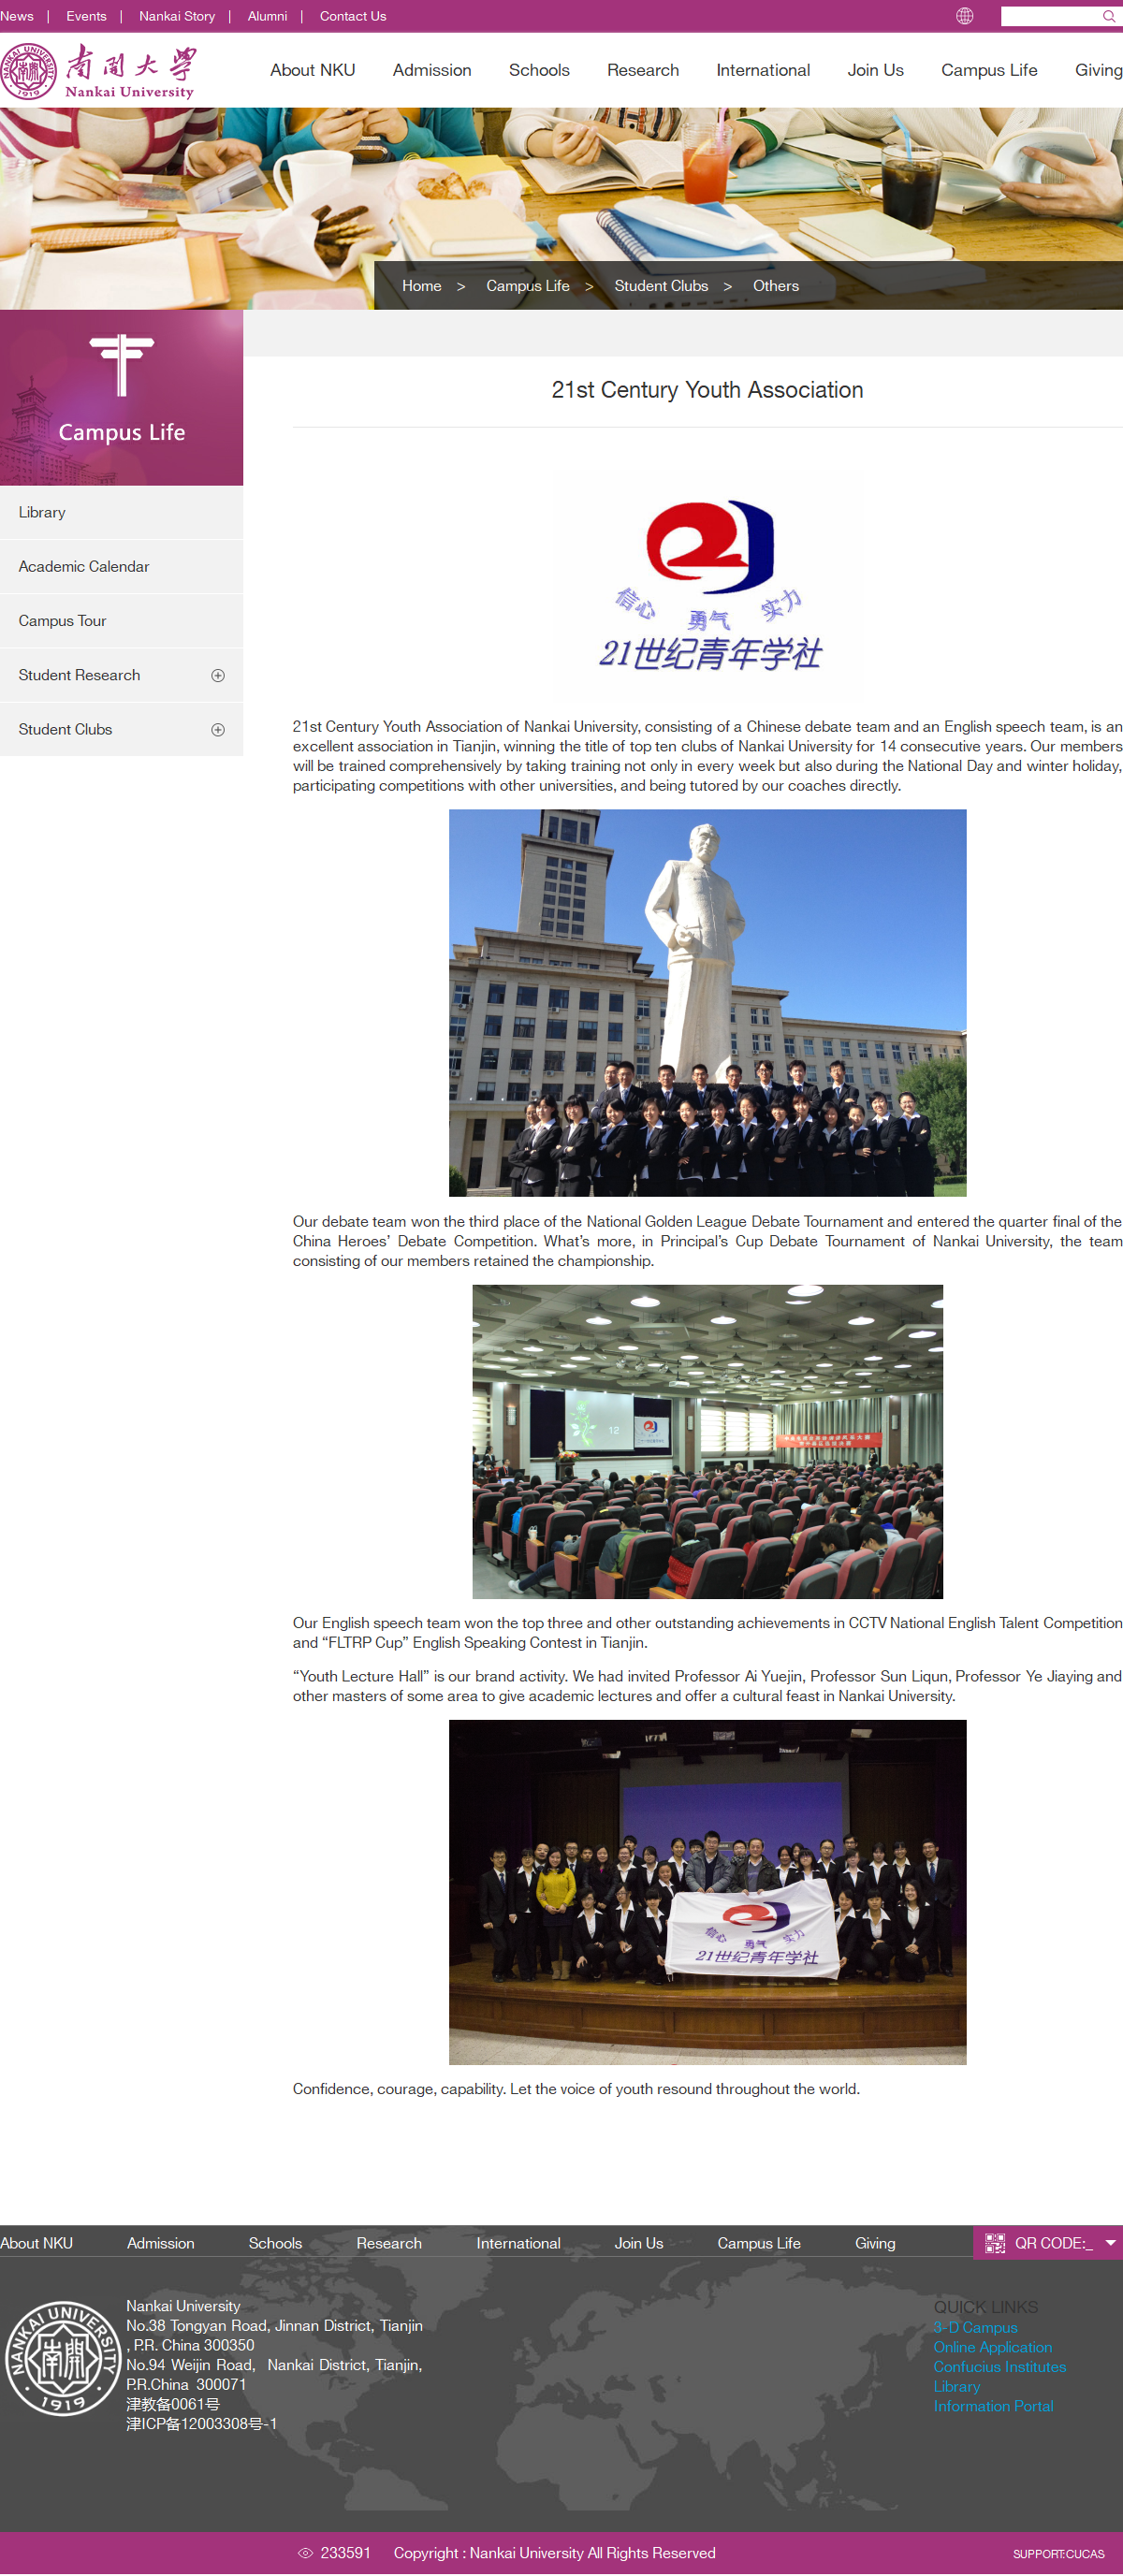 News | Events | Nankai Story | Alumni | Contact Us
NANKAI UNIVERSITY
1919
南开大学
Nankai University
About NKU Admission Schools Research International Join Us Campus Life Giving
Home > Campus Life > Student Clubs > Others
Campus Life
Library
Academic Calendar
Campus Tour
Student Research
Student Clubs
21st Century Youth Association
信心 勇气 实力
21世纪青年学社
21st Century Youth Association of Nankai University, consisting of a Chinese debate team and an English speech team, is an
excellent association in Tianjin, winning the title of top ten clubs of Nankai University for 14 consecutive years. Our members
will be trained comprehensively by taking training not only in every week but also during the National Day and winter holiday,
participating competitions with other universities, and being tutored by our coaches directly.
Our debate team won the third place of the National Golden League Debate Tournament and entered the quarter final of the
China Heroes’ Debate Competition. What’s more, in Principal’s Cup Debate Tournament of Nankai University, the team
consisting of our members retained the championship.
12
Our English speech team won the top three and other outstanding achievements in CCTV National English Talent Competition
and “FLTRP Cup” English Speaking Contest in Tianjin.
“Youth Lecture Hall” is our brand activity. We had invited Professor Ai Yuejin, Professor Sun Liqun, Professor Ye Jiaying and
other masters of some area to give academic lectures and offer a cultural feast in Nankai University.
信心 勇气 实力
21世纪青年学社
Confidence, courage, capability. Let the voice of youth resound throughout the world.
About NKU Admission Schools Research International Join Us Campus Life Giving QR CODE:_
NANKAI UNIVERSITY
1919
Nankai University
No.38 Tongyan Road, Jinnan District, Tianjin
, P.R. China 300350
No.94 Weijin Road, Nankai District, Tianjin,
P.R.China 300071
津教备0061号
津ICP备12003308号-1
QUICK LINKS
3-D Campus
Online Application
Confucius Institutes
Library
Information Portal
233591 Copyright : Nankai University All Rights Reserved
SUPPORT:CUCAS